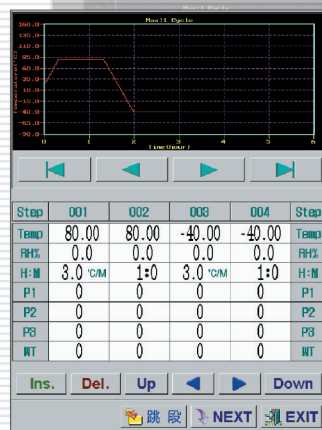 Max:1 Cycle
160.0
135.0
110.0
85.0
60.0
35.0
10.0
-15.0
-40.0
-65.0
-90.0
0 1 2 3 4 5 6
Time(hour)
Step 001 002 003 004 Step
Temp 80.00 80.00 -40.00 -40.00 Temp
RH% 0.0 0.0 0.0 0.0 RH%
H:M 3.0 °C/M 1:0 3.0 °C/M 1:0 H:M
P1 0 0 0 0 P1
P2 0 0 0 0 P2
P3 0 0 0 0 P3
WT 0 0 0 0 WT
Ins. Del. Up Down
跳 段 NEXT EXIT